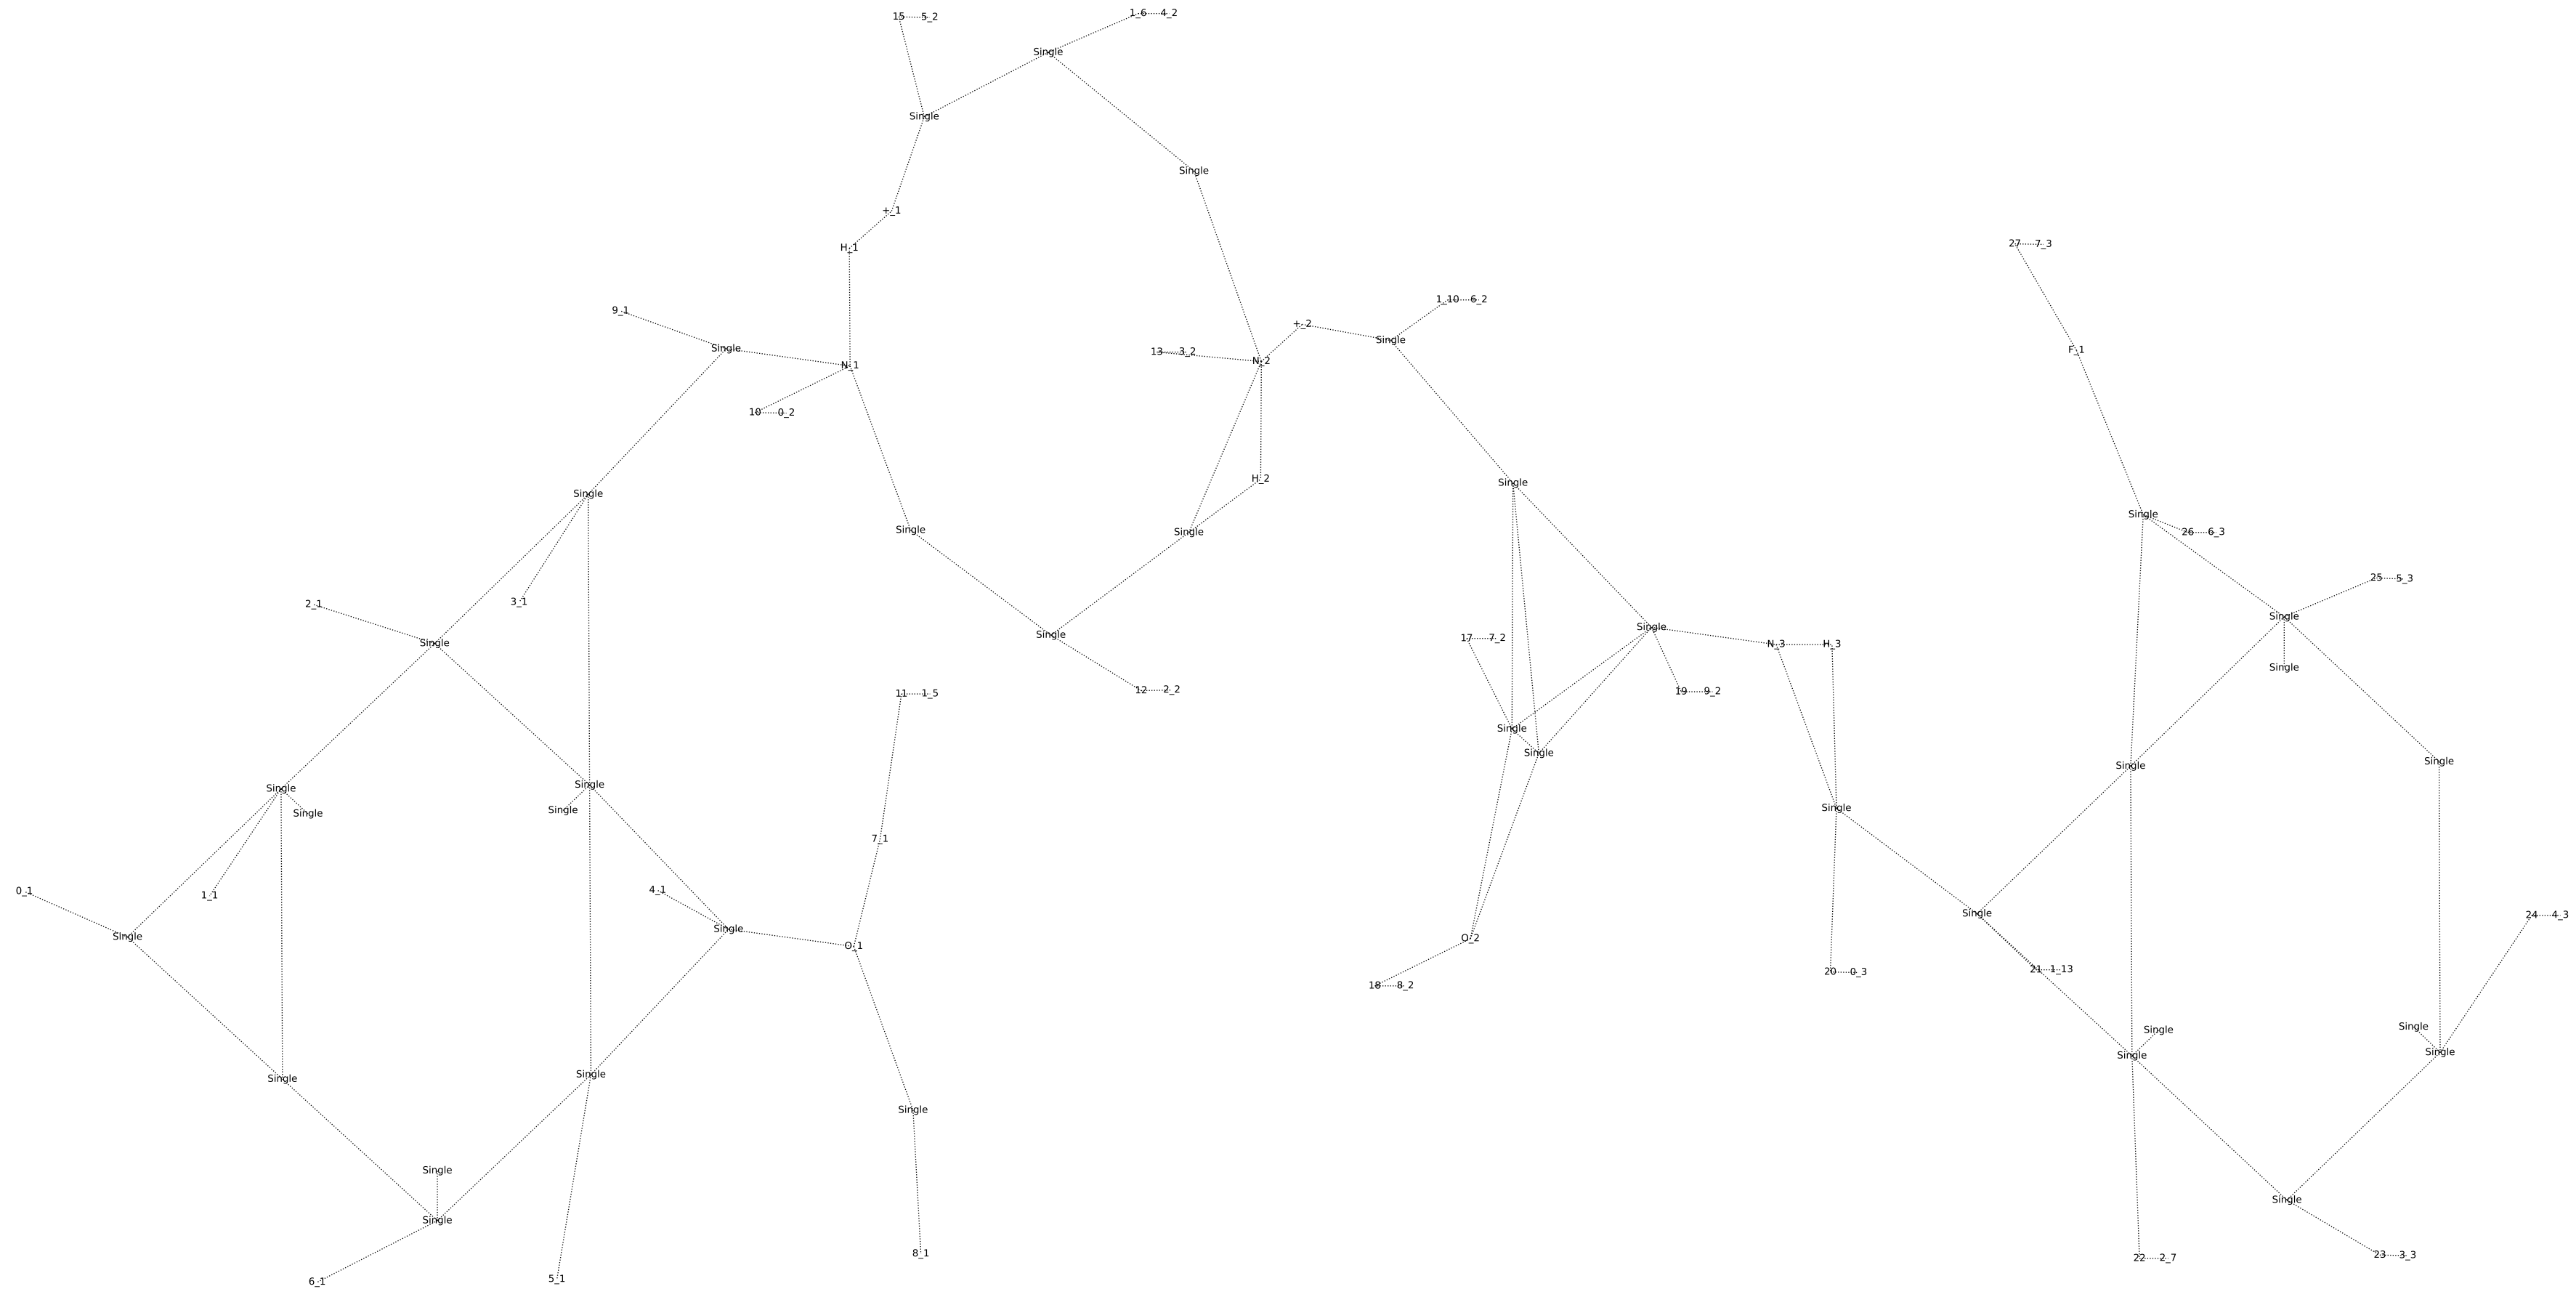 1_6 4_2
15 5_2
Single
Single
Single
+_1
27 7_3
H_1
1_10 6_2
9_1
+_2
Single
Single
F_1
13 3_2
N_2
N_1
10 0_2
H_2
Single
Single
Single
Single
Single
26 6_3
25 5_3
2_1
3_1
Single
Single
Single
17 7_2
Single
N_3
H_3
Single
12 2_2
19 9_2
11 1_5
Single
Single
Single
Single
Single
Single
Single
Single
Single
7_1
0_1
4_1
1_1
Single
24 4_3
Single
Single
O_2
O_1
21 1_13
20 0_3
18 8_2
Single
Single
Single
Single
Single
Single
Single
Single
Single
Single
8_1
23 3_3
22 2_7
5_1
6_1